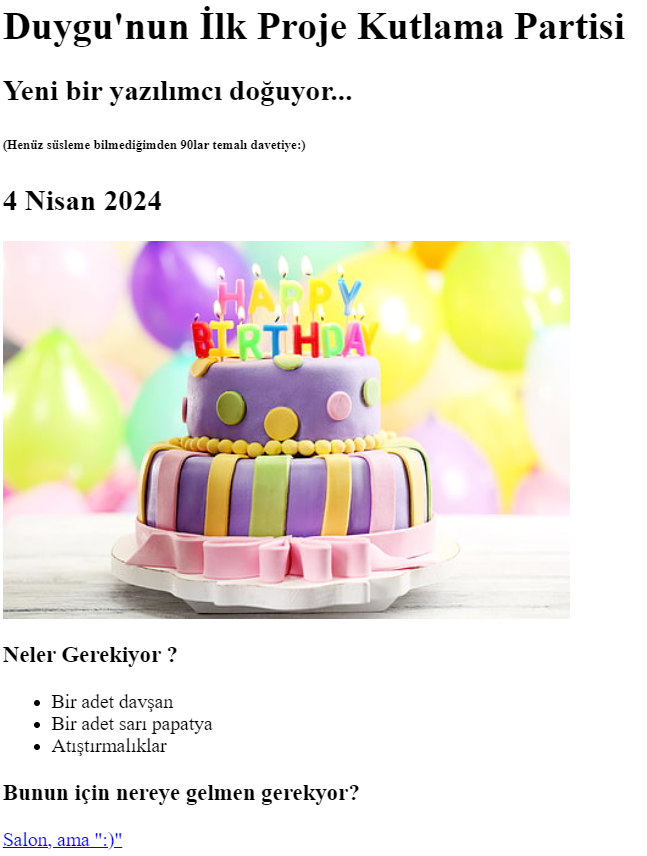 Duygu'nun İlk Proje Kutlama Partisi
Yeni bir yazılımcı doğuyor...
(Henüz süsleme bilmediğimden 90lar temalı davetiye:)
4 Nisan 2024
HAPPY
BIRTHDAY
Neler Gerekiyor ?
Bir adet davşan
Bir adet sarı papatya
Atıştırmalıklar
Bunun için nereye gelmen gerekyor?
Salon, ama ":)"